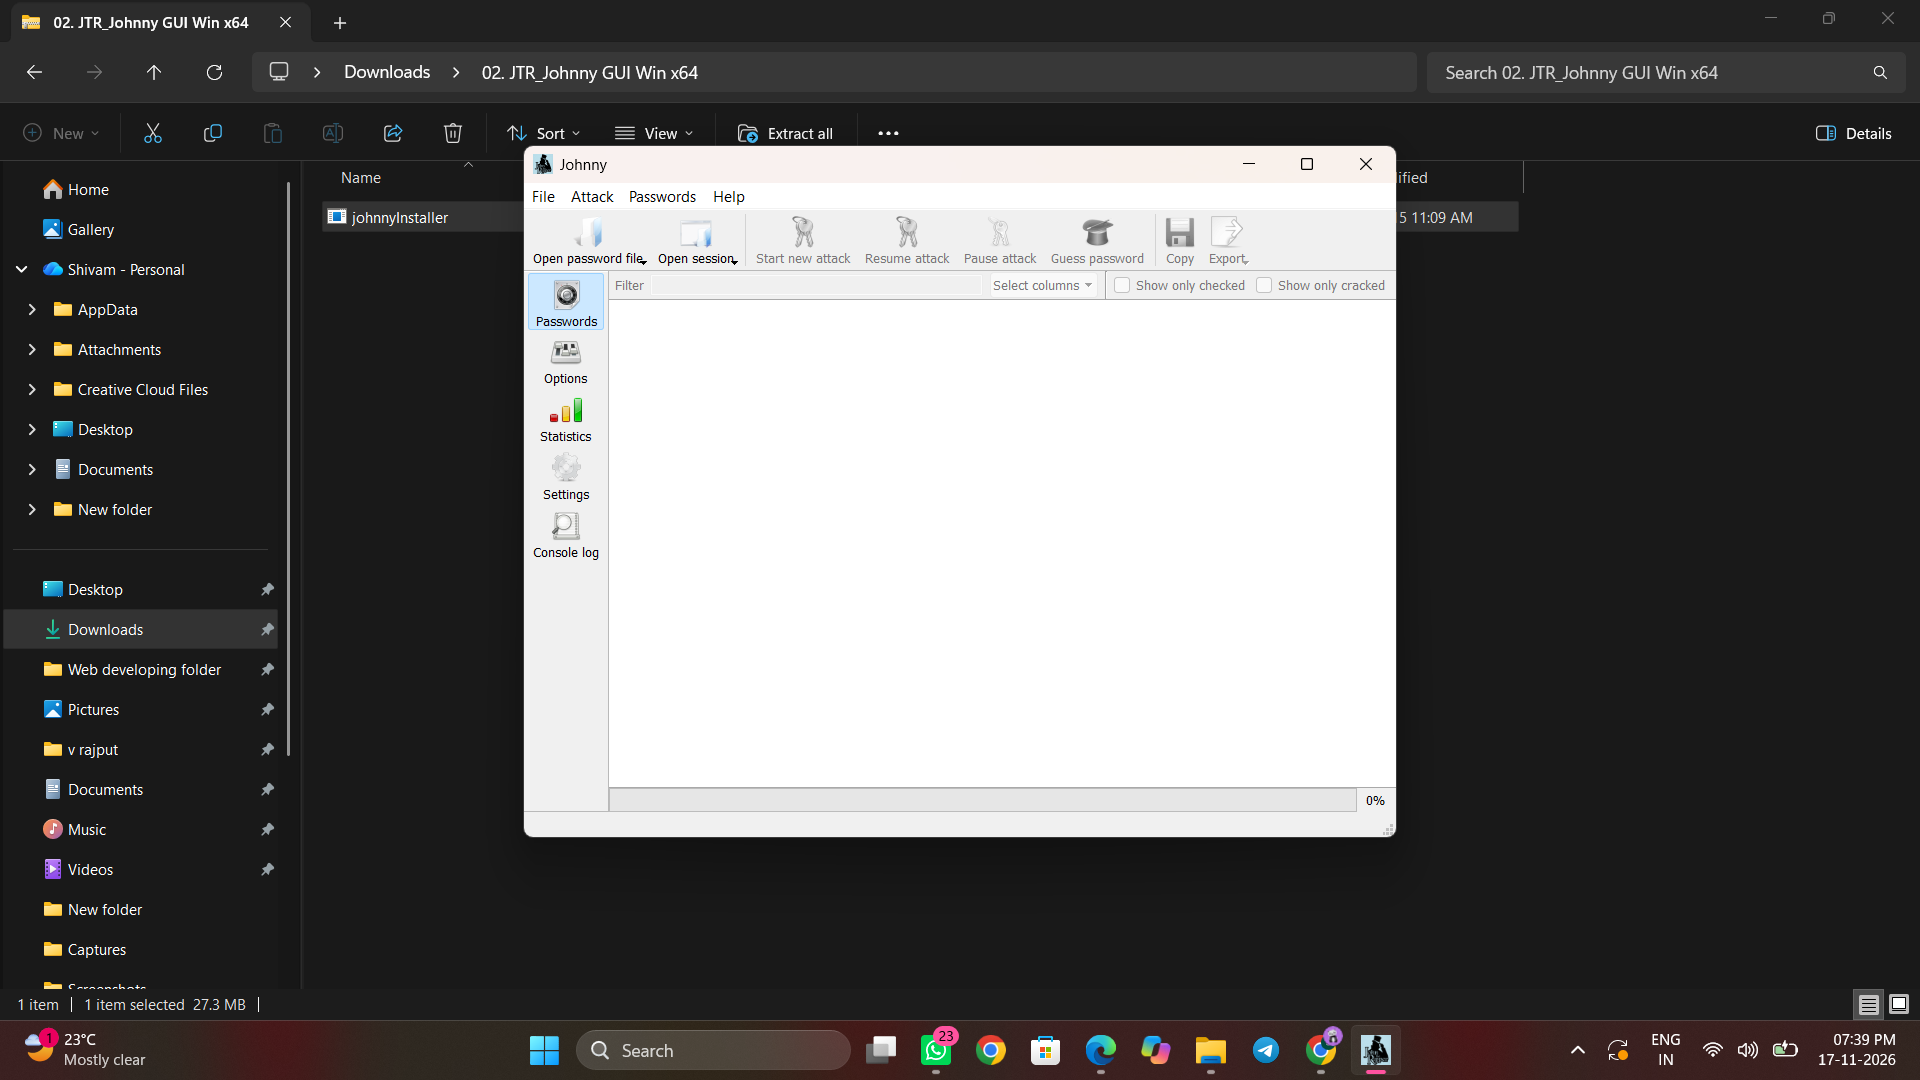 02. JTR_Johnny GUI Win x64
Downloads
02. JTR_Johnny GUI Win x64
Search 02. JTR_Johnny GUI Win x64
New
Sort
View
Extract all
Details
Home
Gallery
Shivam - Personal
AppData
Attachments
Creative Cloud Files
Desktop
Documents
New folder
Desktop
Downloads
Web developing folder
Pictures
v rajput
Documents
Music
Videos
New folder
Captures
Screenshots
Name
ified
johnnyInstaller
5 11:09 AM
Johnny
File Attack Passwords Help
Open password file Open session Start new attack Resume attack Pause attack Guess password Copy Export
Filter Select columns Show only checked Show only cracked
Passwords
Options
Statistics
Settings
Console log
0%
1 item 1 item selected 27.3 MB
1
23°C
Mostly clear
Search
23
ENG
IN
07:39 PM
17-11-2026